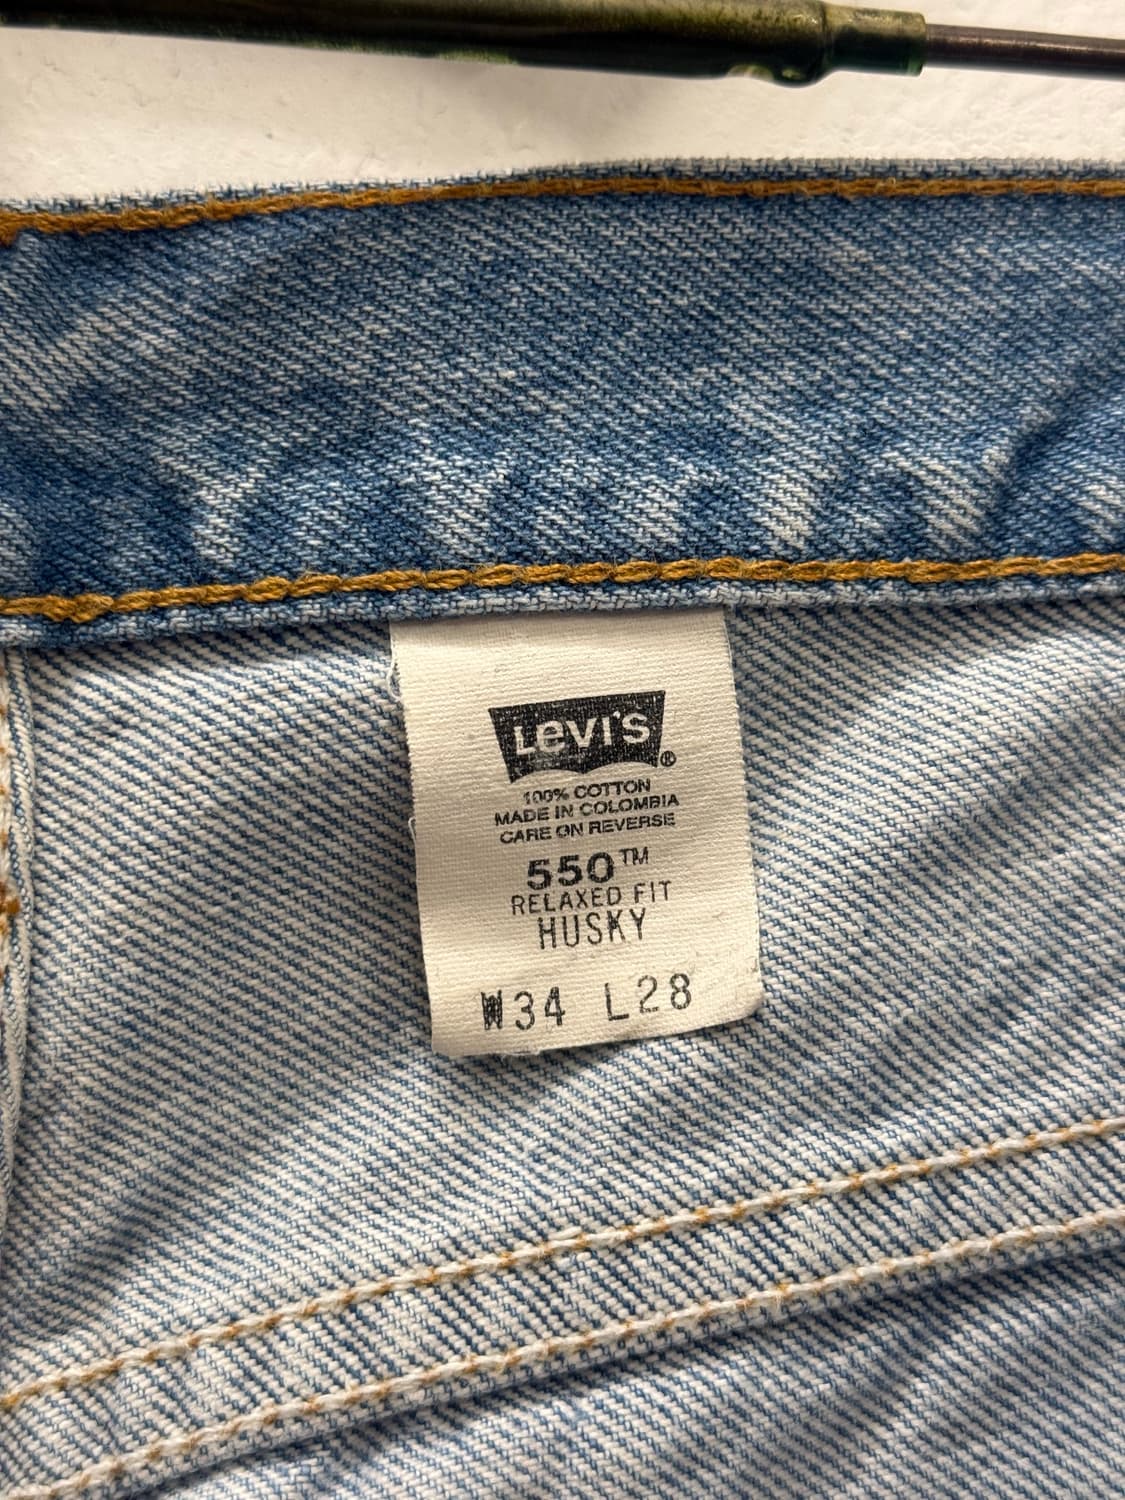 LEVI'S ®
100% COTTON
MADE IN COLOMBIA
CARE ON REVERSE
550™
RELAXED FIT
HUSKY
W34 L28